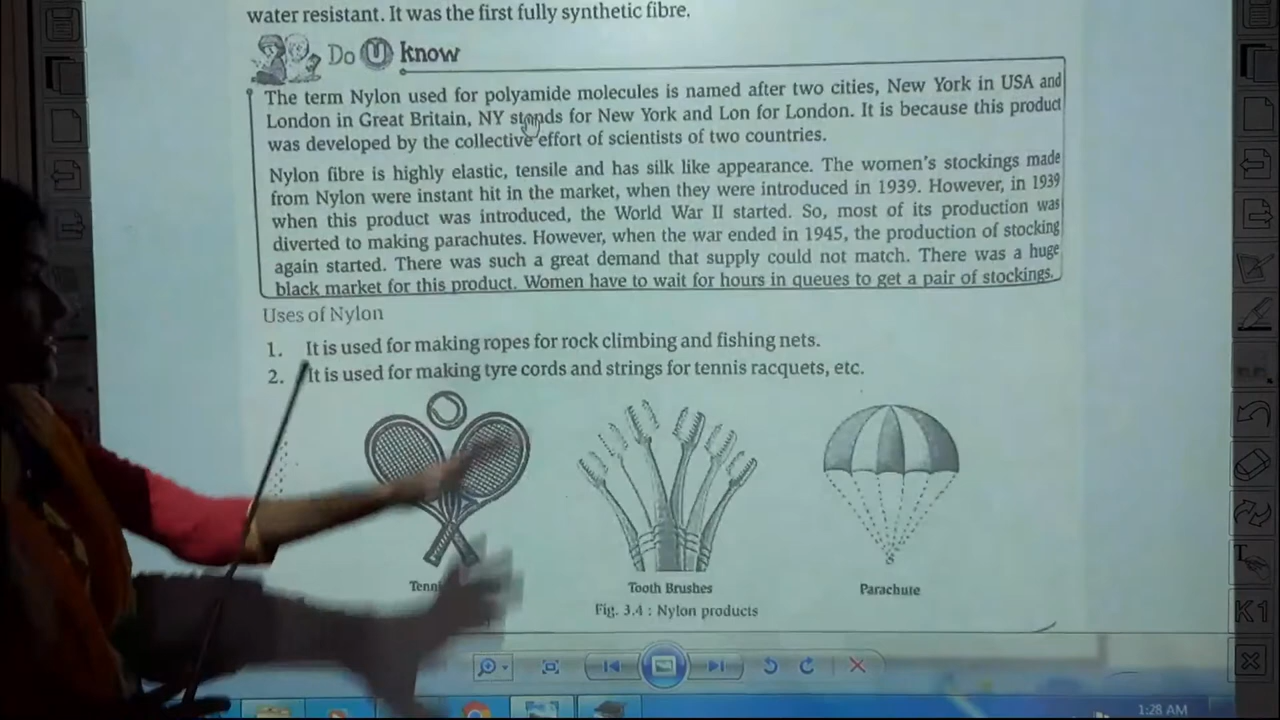 water resistant. It was the first fully synthetic fibre.
Do U know
The term Nylon used for polyamide molecules is named after two cities, New York in USA and
London in Great Britain, NY stands for New York and Lon for London. It is because this product
was developed by the collective effort of scientists of two countries.
Nylon fibre is highly elastic, tensile and has silk like appearance. The women's stockings made
from Nylon were instant hit in the market, when they were introduced in 1939. However, in 1939
when this product was introduced, the World War II started. So, most of its production was
diverted to making parachutes. However, when the war ended in 1945, the production of stocking
again started. There was such a great demand that supply could not match. There was a huge
black market for this product. Women have to wait for hours in queues to get a pair of stockings.
Uses of Nylon
1. It is used for making ropes for rock climbing and fishing nets.
2. It is used for making tyre cords and strings for tennis racquets, etc.
Tooth Brushes
Parachute
Fig. 3.4 : Nylon products
T
K1
1:28 AM